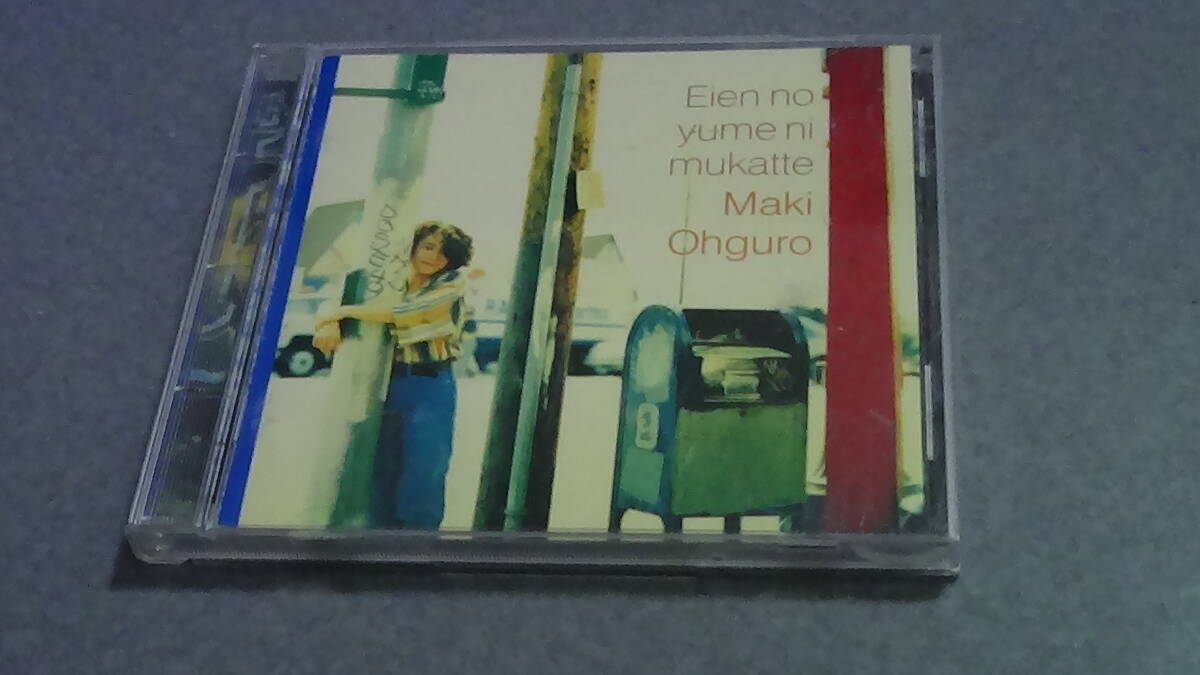 Eien no
yume ni
mukatte
Maki
Ohguro